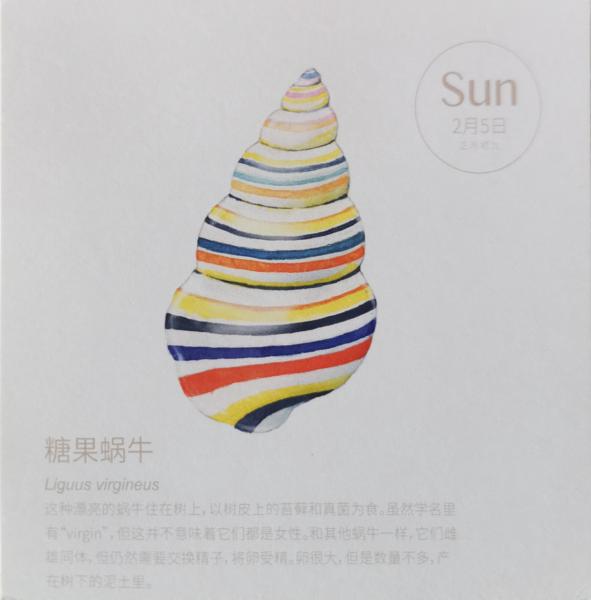 Sun
2月5日
糖果蜗牛
Liguus virgineus
这种漂亮的蜗牛住在树上，以树皮上的苔藓和真菌为食。虽然学名里
有“virgin”，但这并不意味着它们都是女性。和其他蜗牛一样，它们雌
雄同体，但仍然需要交换精子，将卵受精。卵很大，但是数量不多，产
在树下的泥土里。